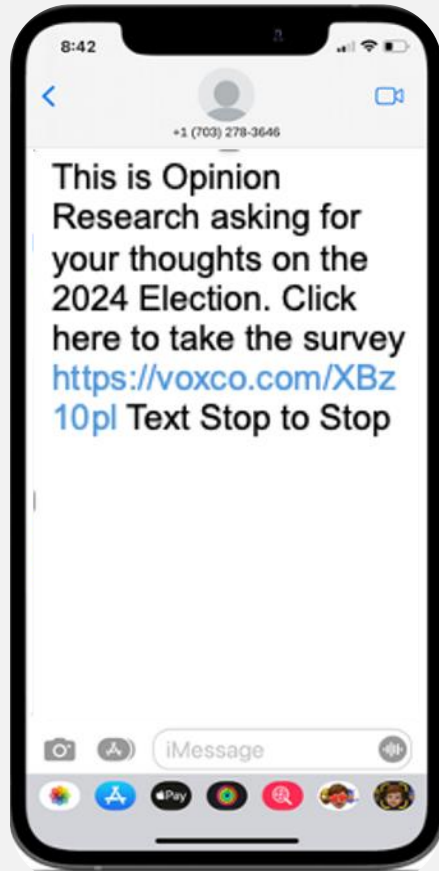 8:42
+1 (703) 278-3646
This is Opinion
Research asking for
your thoughts on the
2024 Election. Click
here to take the survey
https://voxco.com/XBz
10pl Text Stop to Stop
iMessage
Pay